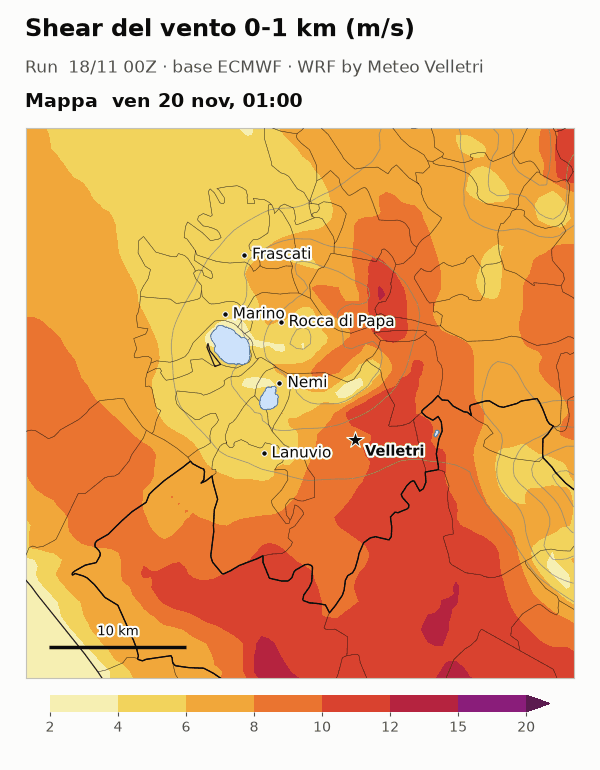 Shear del vento 0-1 km (m/s)
Run  18/11 00Z · base ECMWF · WRF by Meteo Velletri
Mappa  ven 20 nov, 01:00
Frascati
Marino
Rocca di Papa
Nemi
Velletri
Lanuvio
10 km
2 4 6 8 10 12 15 20